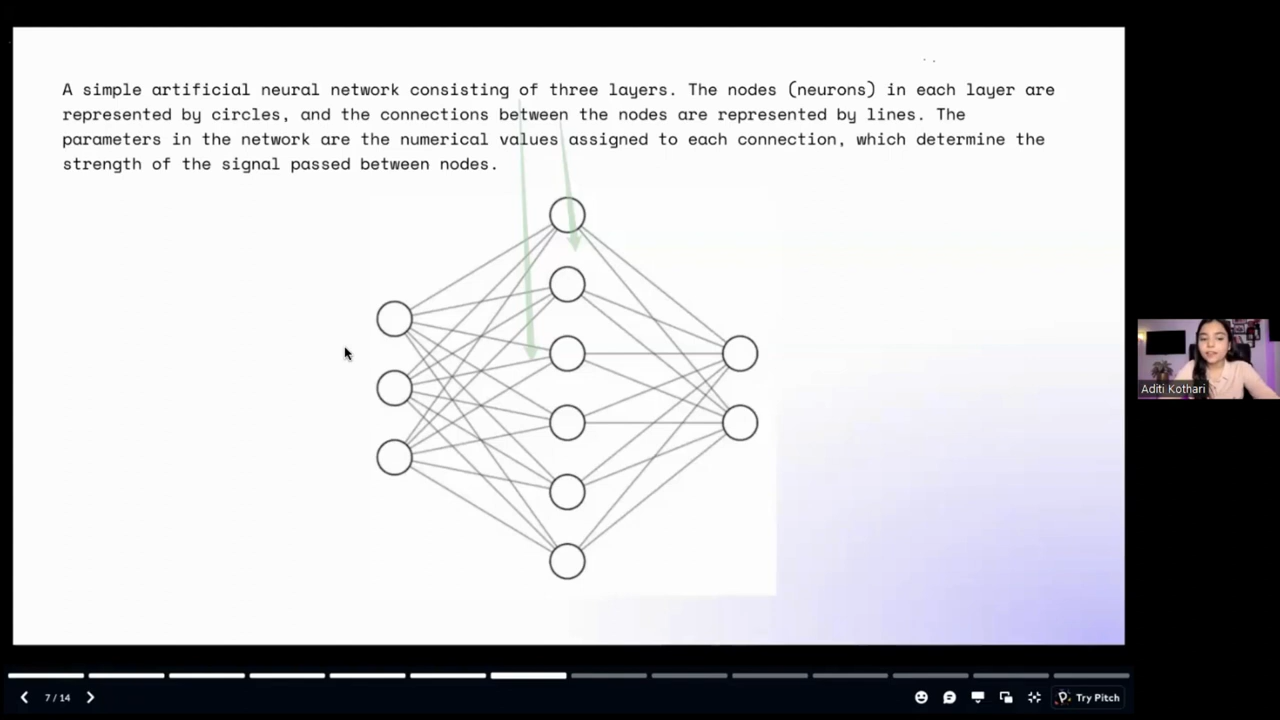 A simple artificial neural network consisting of three layers. The nodes (neurons) in each layer are
represented by circles, and the connections between the nodes are represented by lines. The
parameters in the network are the numerical values assigned to each connection, which determine the
strength of the signal passed between nodes.
Aditi Kothari
7 / 14
Try Pitch